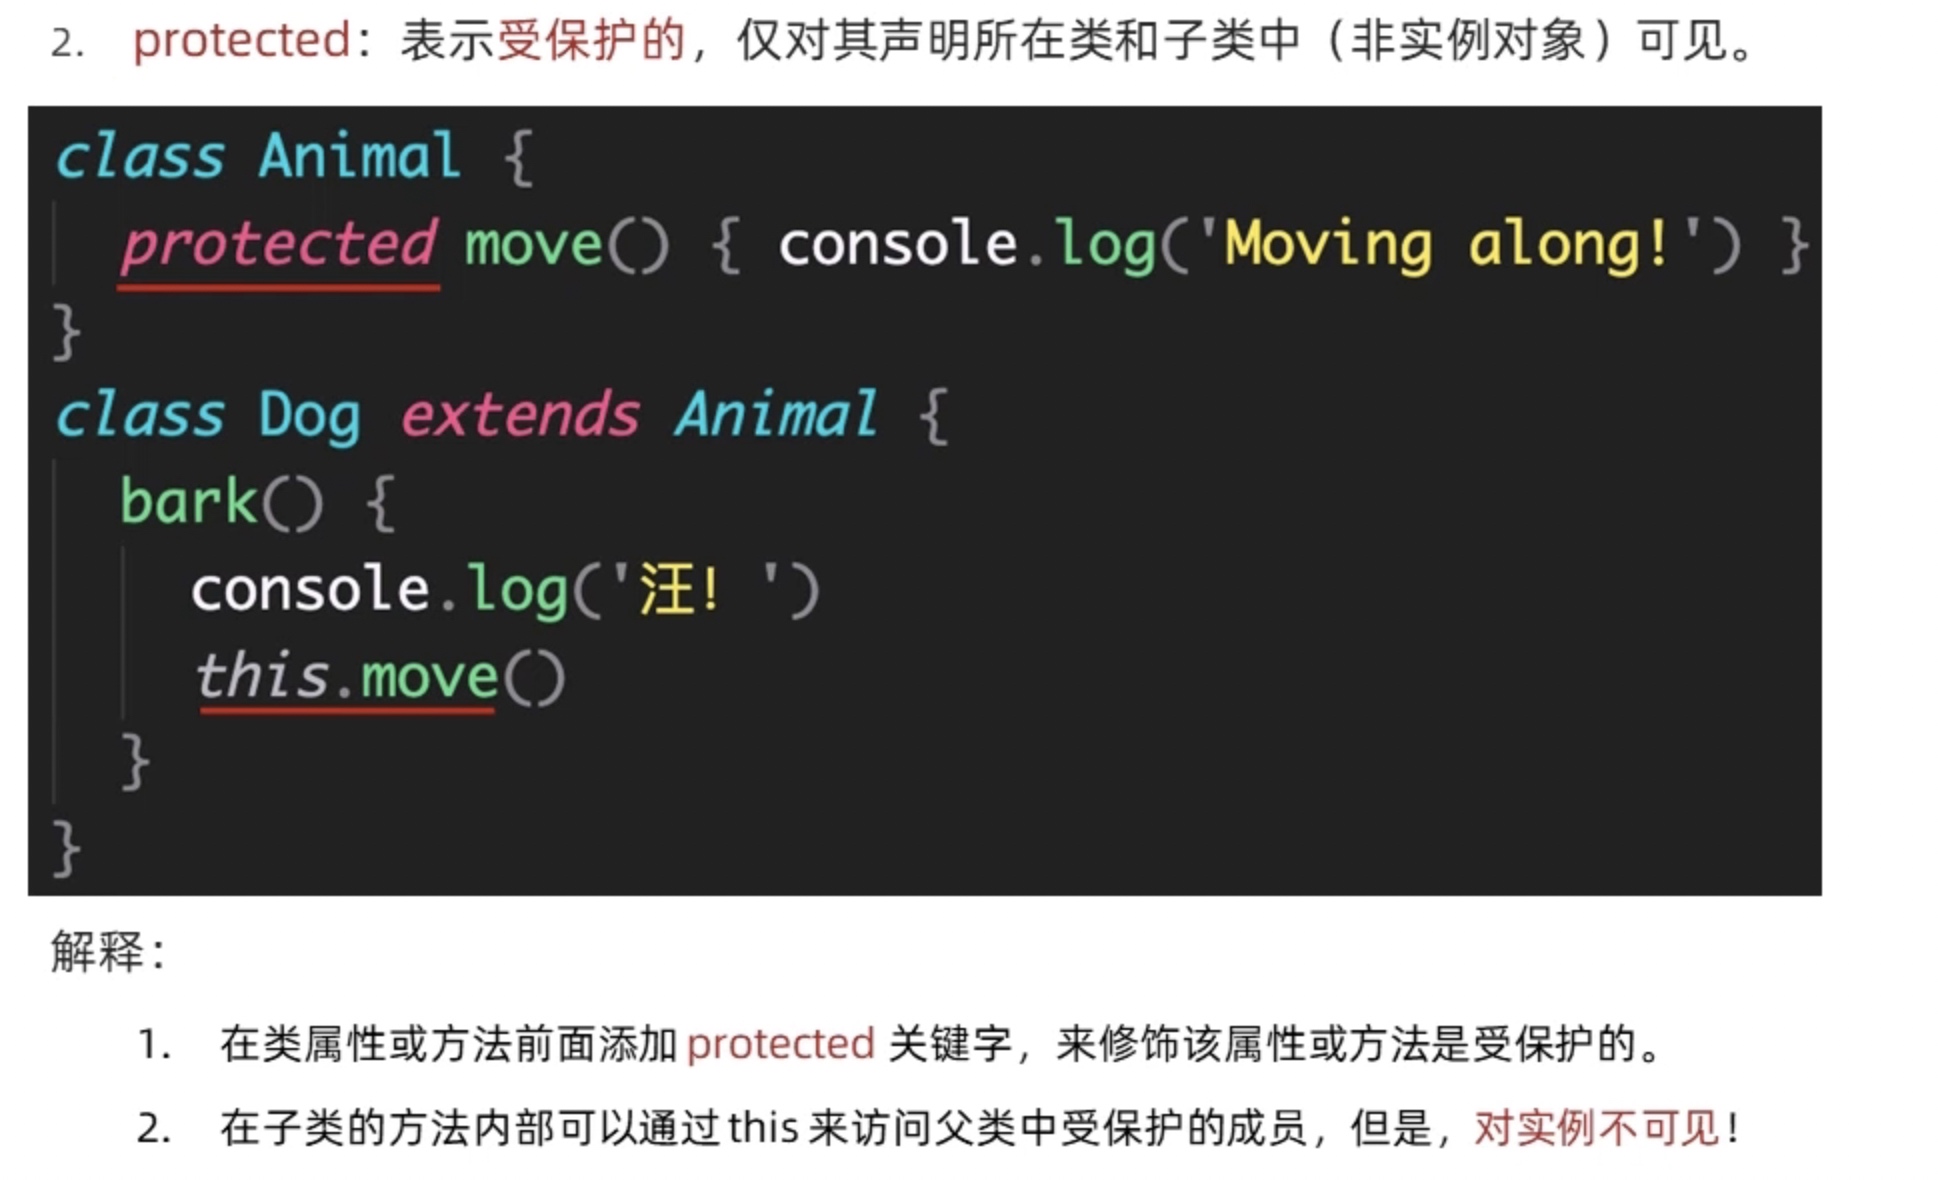 2. protected：表示受保护的，仅对其声明所在类和子类中（非实例对象）可见。
class Animal {
protected move() { console.log('Moving along!') }
}
class Dog extends Animal {
bark() {
console.log('汪！')
this.move()
}
}
解释：
1. 在类属性或方法前面添加 protected 关键字，来修饰该属性或方法是受保护的。
2. 在子类的方法内部可以通过 this 来访问父类中受保护的成员，但是，对实例不可见！